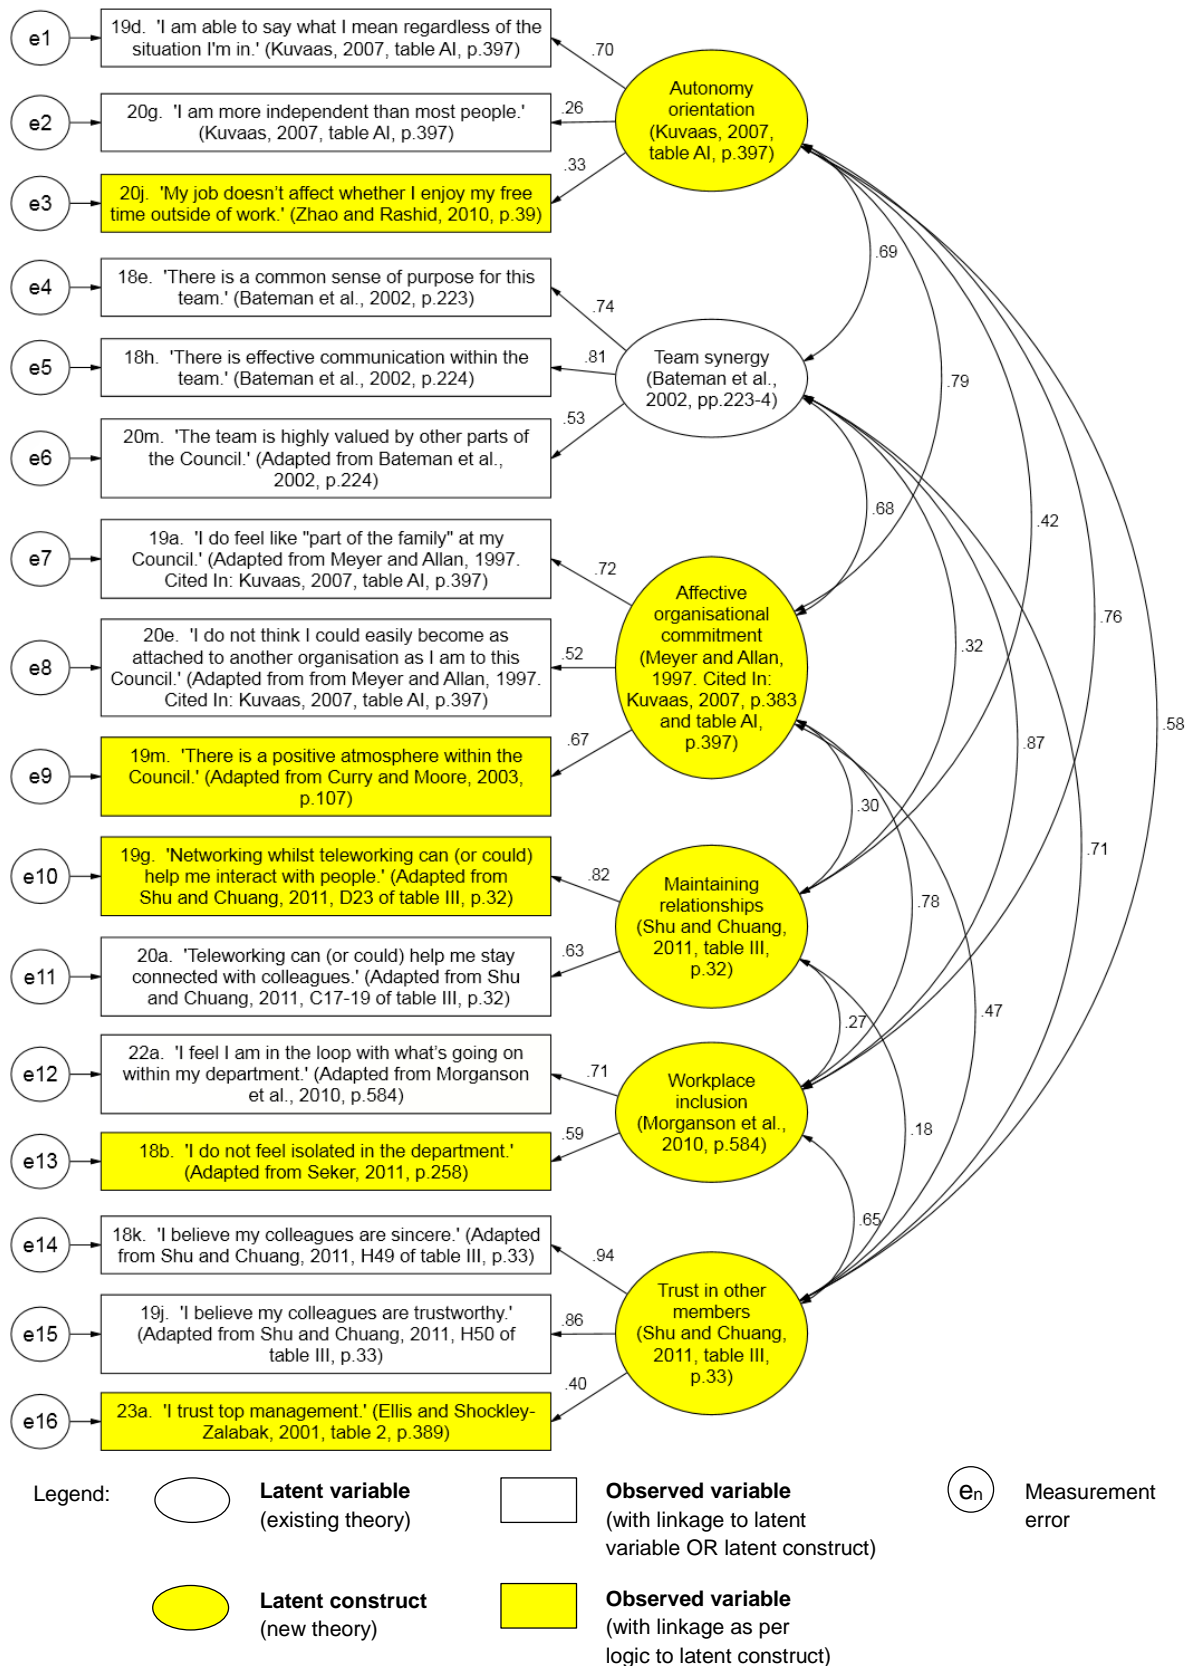 e1
19d. 'I am able to say what I mean regardless of the
situation I'm in.' (Kuvaas, 2007, table AI, p.397)
.70
Autonomy
orientation
(Kuvaas, 2007,
table AI, p.397)
e2
20g. 'I am more independent than most people.'
(Kuvaas, 2007, table AI, p.397)
.26
e3
20j. 'My job doesn’t affect whether I enjoy my free
time outside of work.' (Zhao and Rashid, 2010, p.39)
.33
.69
e4
18e. 'There is a common sense of purpose for this
team.' (Bateman et al., 2002, p.223)
.74
e5
18h. 'There is effective communication within the
team.' (Bateman et al., 2002, p.224)
.81
Team synergy
(Bateman et al.,
2002, pp.223-4)
.79
e6
20m. 'The team is highly valued by other parts of
the Council.' (Adapted from Bateman et al.,
2002, p.224)
.53
.68
.42
e7
19a. 'I do feel like "part of the family" at my
Council.' (Adapted from Meyer and Allan, 1997.
Cited In: Kuvaas, 2007, table AI, p.397)
.72
Affective
organisational
commitment
(Meyer and Allan,
1997. Cited In:
Kuvaas, 2007, p.383
and table AI,
p.397)
.76
.32
e8
20e. 'I do not think I could easily become as
attached to another organisation as I am to this
Council.' (Adapted from from Meyer and Allan, 1997.
Cited In: Kuvaas, 2007, table AI, p.397)
.52
.58
.87
e9
19m. 'There is a positive atmosphere within the
Council.' (Adapted from Curry and Moore, 2003,
p.107)
.67
.30
.71
e10
19g. 'Networking whilst teleworking can (or could)
help me interact with people.' (Adapted from
Shu and Chuang, 2011, D23 of table III, p.32)
.82
Maintaining
relationships
(Shu and Chuang,
2011, table III,
p.32)
.78
e11
20a. 'Teleworking can (or could) help me stay
connected with colleagues.' (Adapted from Shu
and Chuang, 2011, C17-19 of table III, p.32)
.63
.47
.27
e12
22a. 'I feel I am in the loop with what’s going on
within my department.' (Adapted from Morganson
et al., 2010, p.584)
.71
Workplace
inclusion
(Morganson et al.,
2010, p.584)
.18
e13
18b. 'I do not feel isolated in the department.'
(Adapted from Seker, 2011, p.258)
.59
.65
e14
18k. 'I believe my colleagues are sincere.' (Adapted
from Shu and Chuang, 2011, H49 of table III, p.33)
.94
Trust in other
members
(Shu and Chuang,
2011, table III,
p.33)
e15
19j. 'I believe my colleagues are trustworthy.'
(Adapted from Shu and Chuang, 2011, H50 of
table III, p.33)
.86
e16
23a. 'I trust top management.' (Ellis and Shockley-
Zalabak, 2001, table 2, p.389)
.40
Legend:
Latent variable
(existing theory)
Observed variable
(with linkage to latent
variable OR latent construct)
en
Measurement
error
Latent construct
(new theory)
Observed variable
(with linkage as per
logic to latent construct)